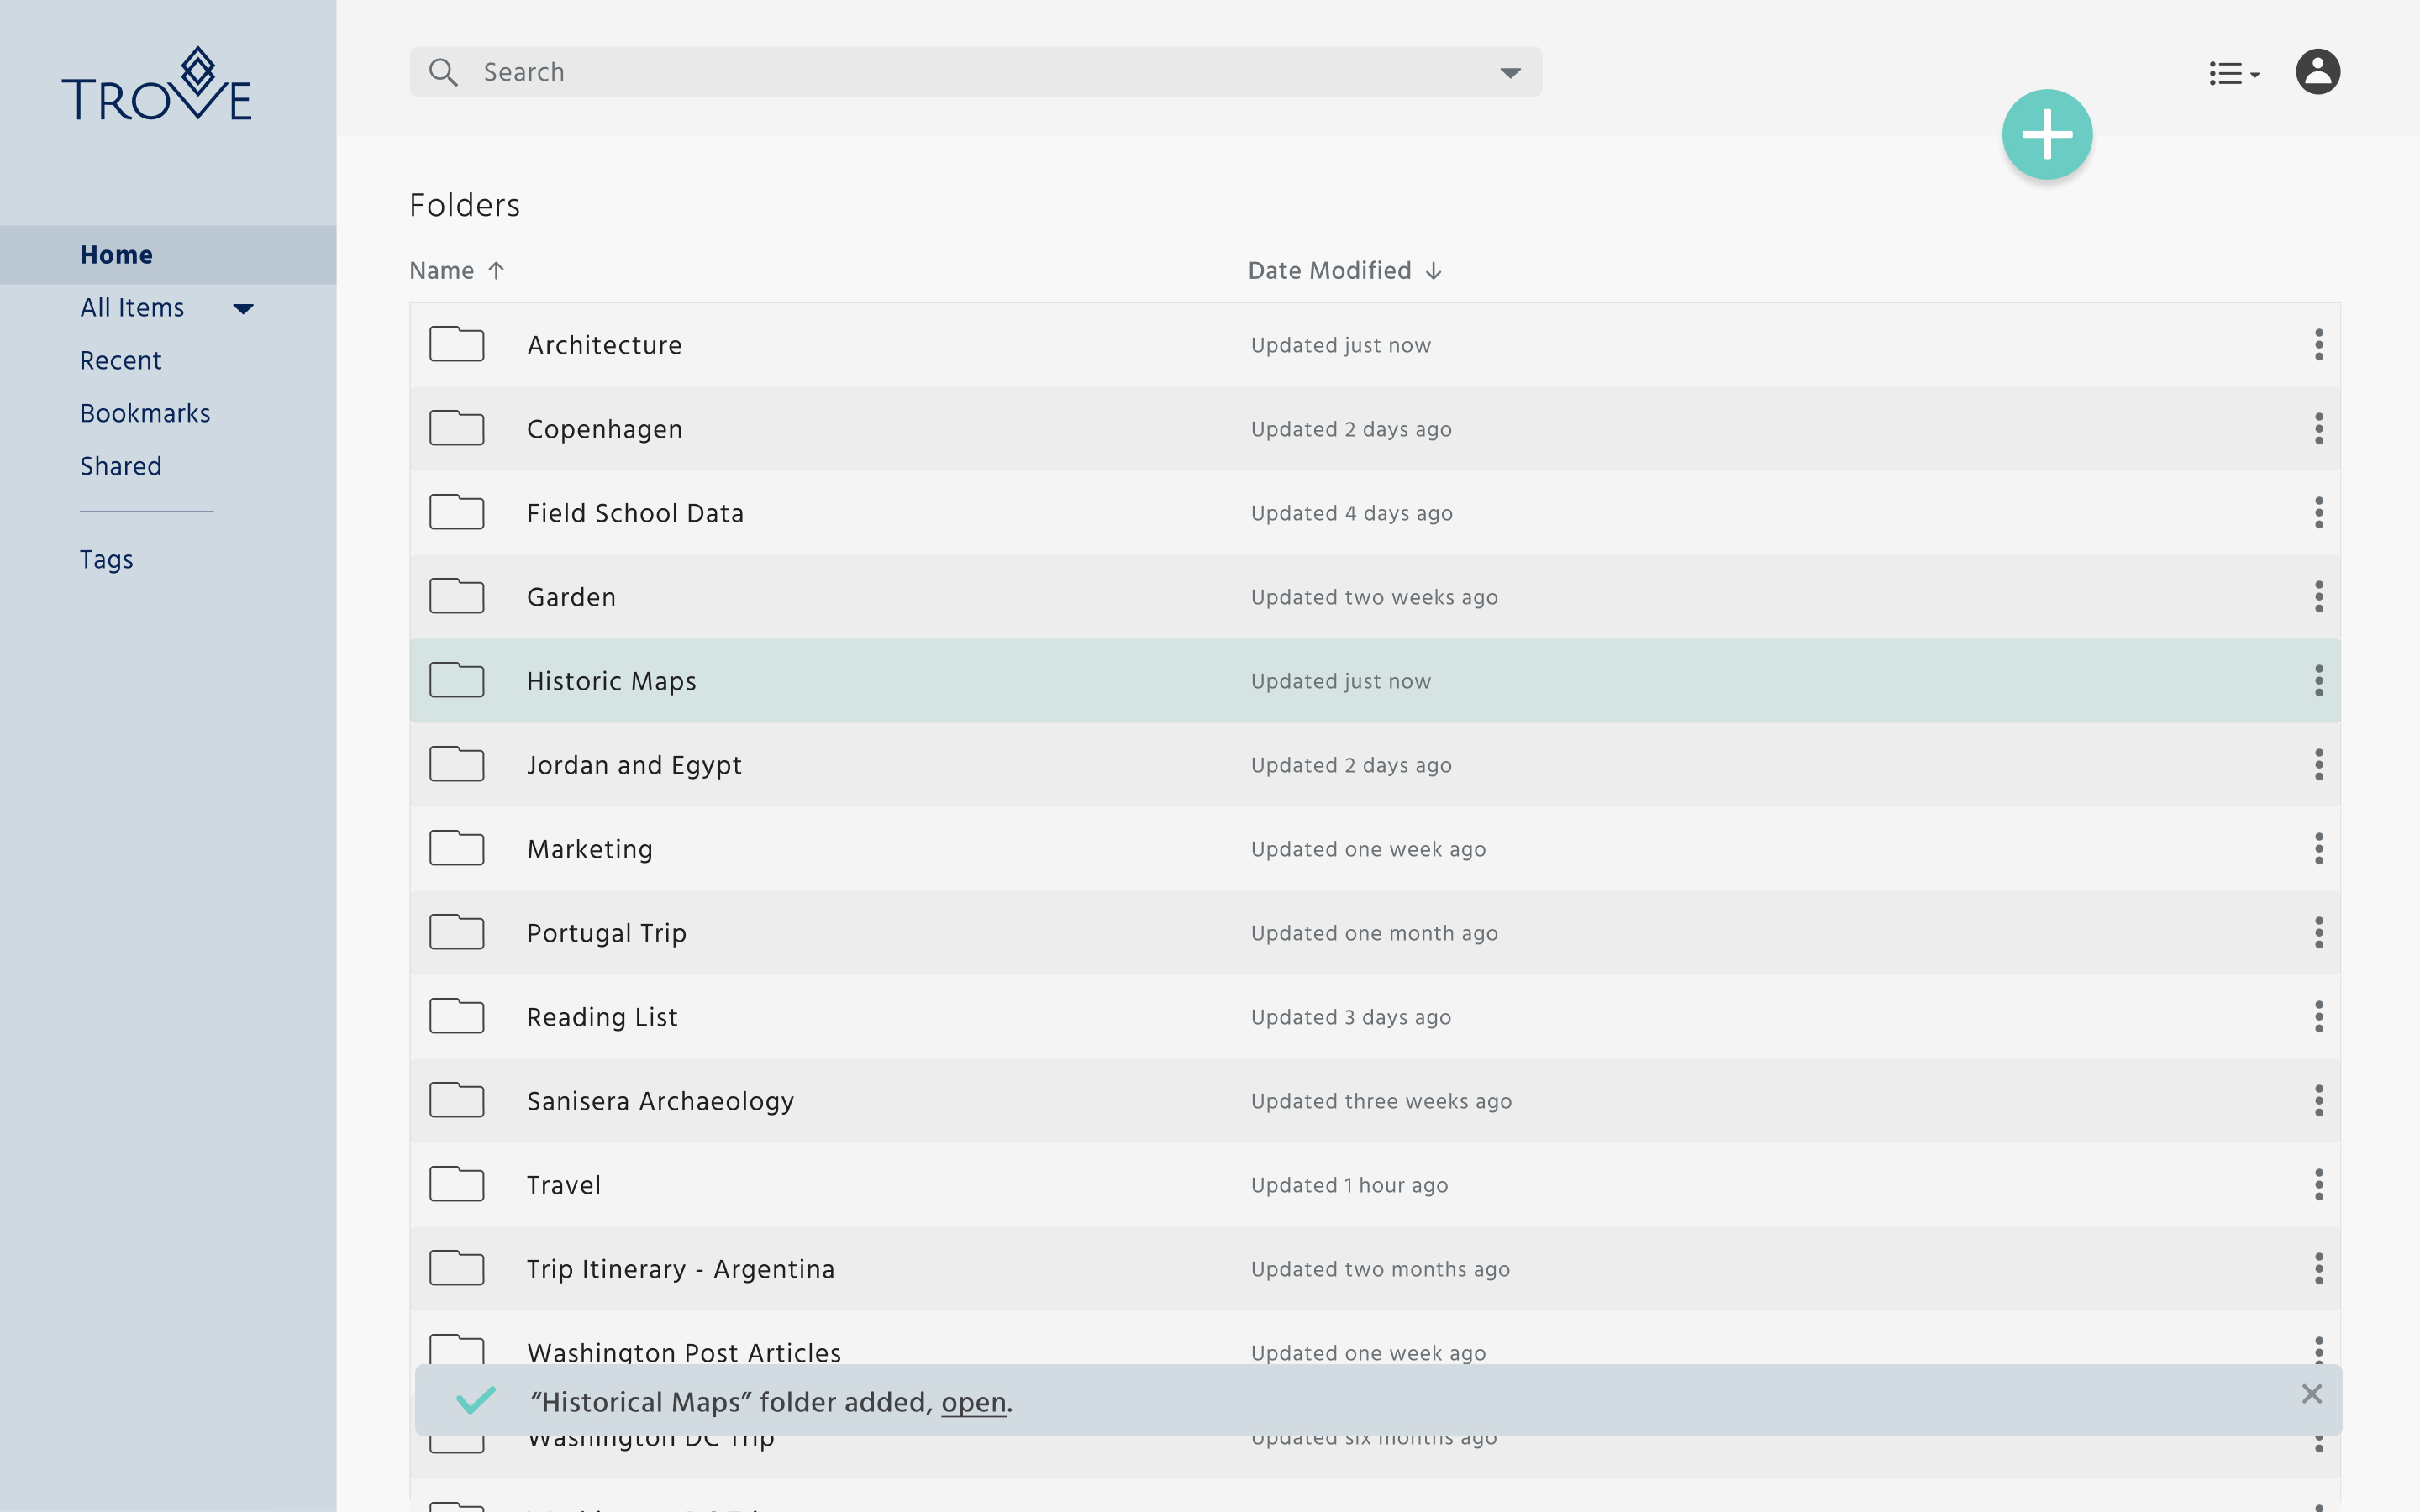 TROVE
Search
Home
All Items
Recent
Bookmarks
Shared
Tags
Folders
Name Date Modified
Architecture Updated just now
Copenhagen Updated 2 days ago
Field School Data Updated 4 days ago
Garden Updated two weeks ago
Historic Maps Updated just now
Jordan and Egypt Updated 2 days ago
Marketing Updated one week ago
Portugal Trip Updated one month ago
Reading List Updated 3 days ago
Sanisera Archaeology Updated three weeks ago
Travel Updated 1 hour ago
Trip Itinerary - Argentina Updated two months ago
Washington Post Articles Updated one week ago
“Historical Maps” folder added, open.
Washington DC Trip Updated six months ago